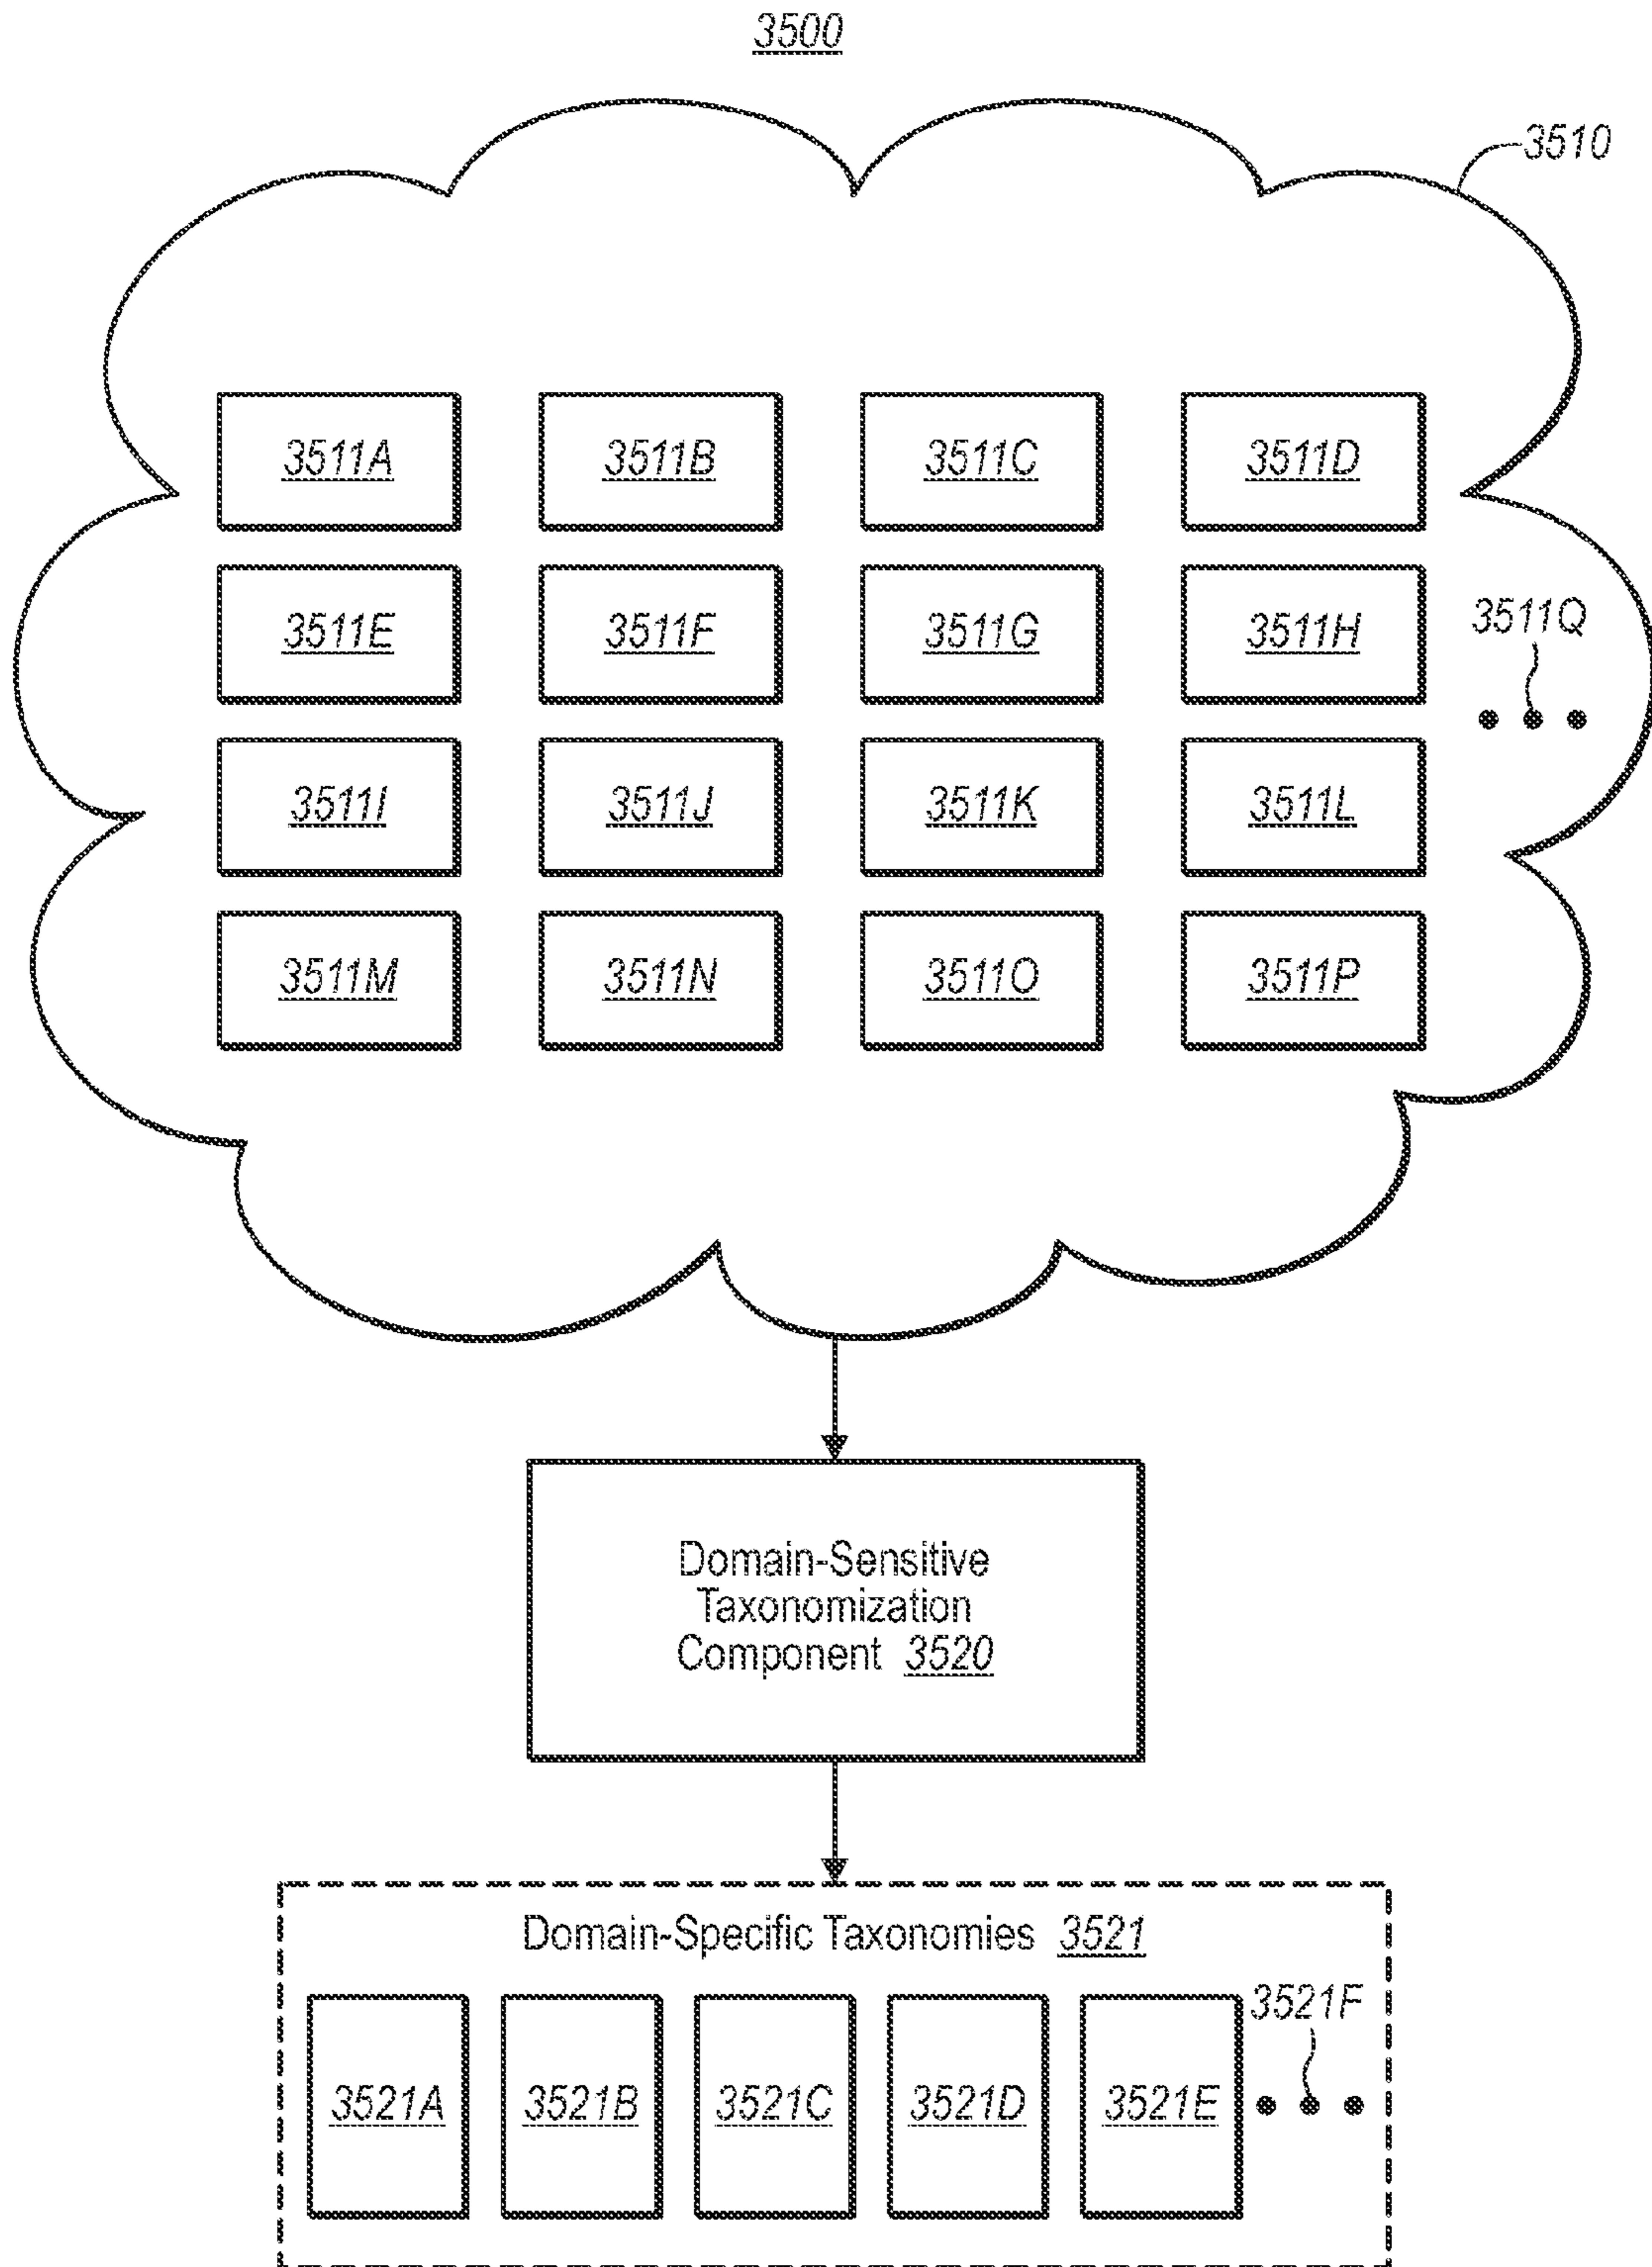 3500
3510
3511A 3511B 3511C 3511D
3511E 3511F 3511G 3511H
3511Q
3511I 3511J 3511K 3511L
3511M 3511N 3511O 3511P
Domain-Sensitive
Taxonomization
Component 3520
Domain-Specific Taxonomies 3521
3521F
3521A 3521B 3521C 3521D 3521E